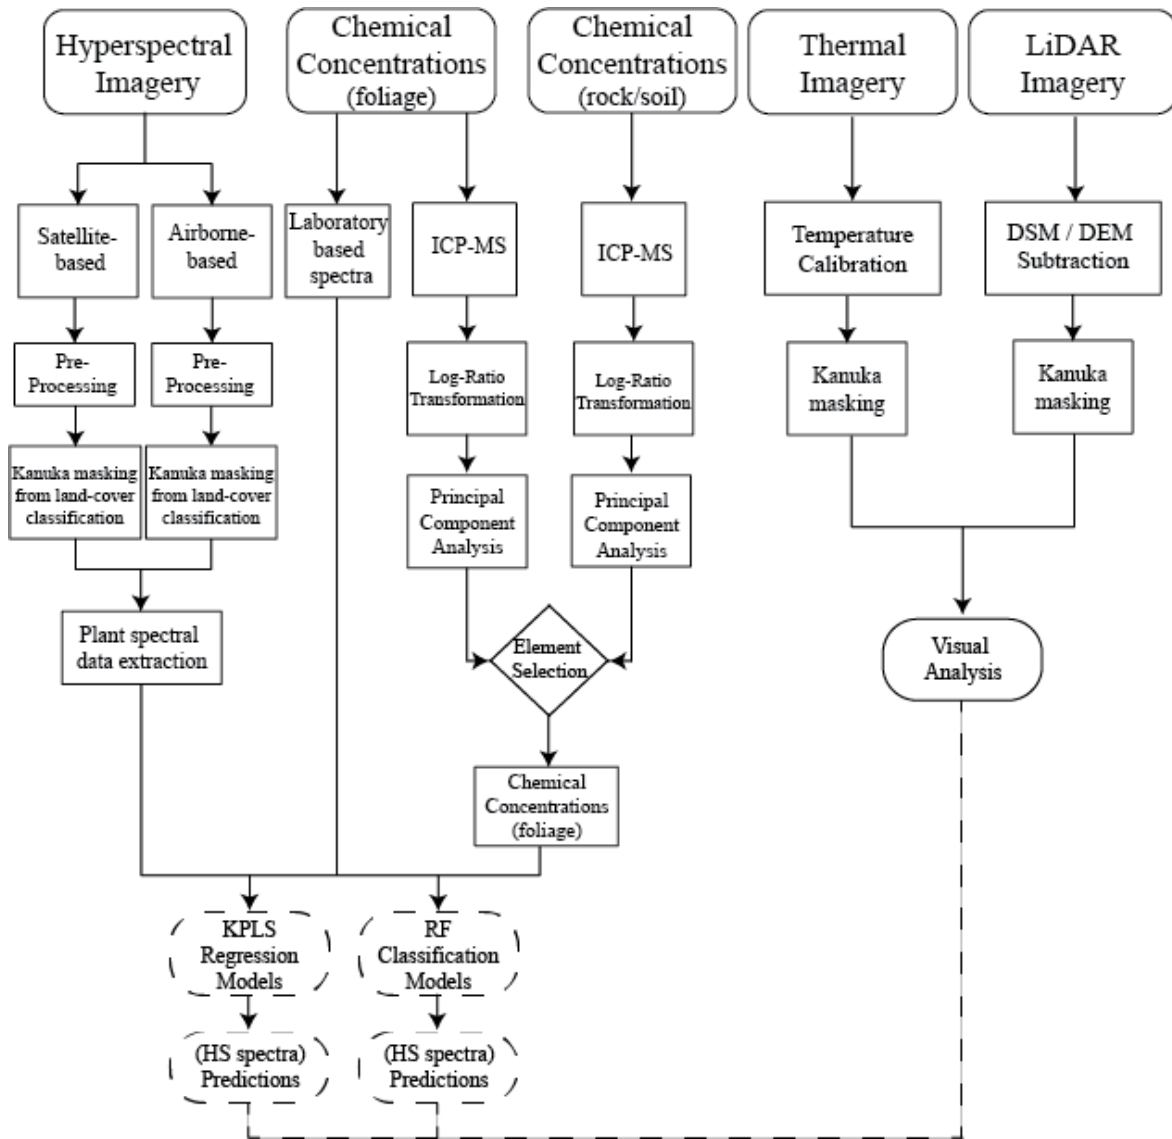 Hyperspectral
Imagery
Chemical
Concentrations
(foliage)
Chemical
Concentrations
(rock/soil)
Thermal
Imagery
LiDAR
Imagery
Satellite-
based
Airborne-
based
Laboratory
based
spectra
ICP-MS
ICP-MS
Temperature
Calibration
DSM / DEM
Subtraction
Pre-
Processing
Pre-
Processing
Log-Ratio
Transformation
Log-Ratio
Transformation
Kanuka
masking
Kanuka
masking
Kanuka masking
from land-cover
classification
Kanuka masking
from land-cover
classification
Principal
Component
Analysis
Principal
Component
Analysis
Plant spectral
data extraction
Element
Selection
Visual
Analysis
Chemical
Concentrations
(foliage)
KPLS
Regression
Models
RF
Classification
Models
(HS spectra)
Predictions
(HS spectra)
Predictions